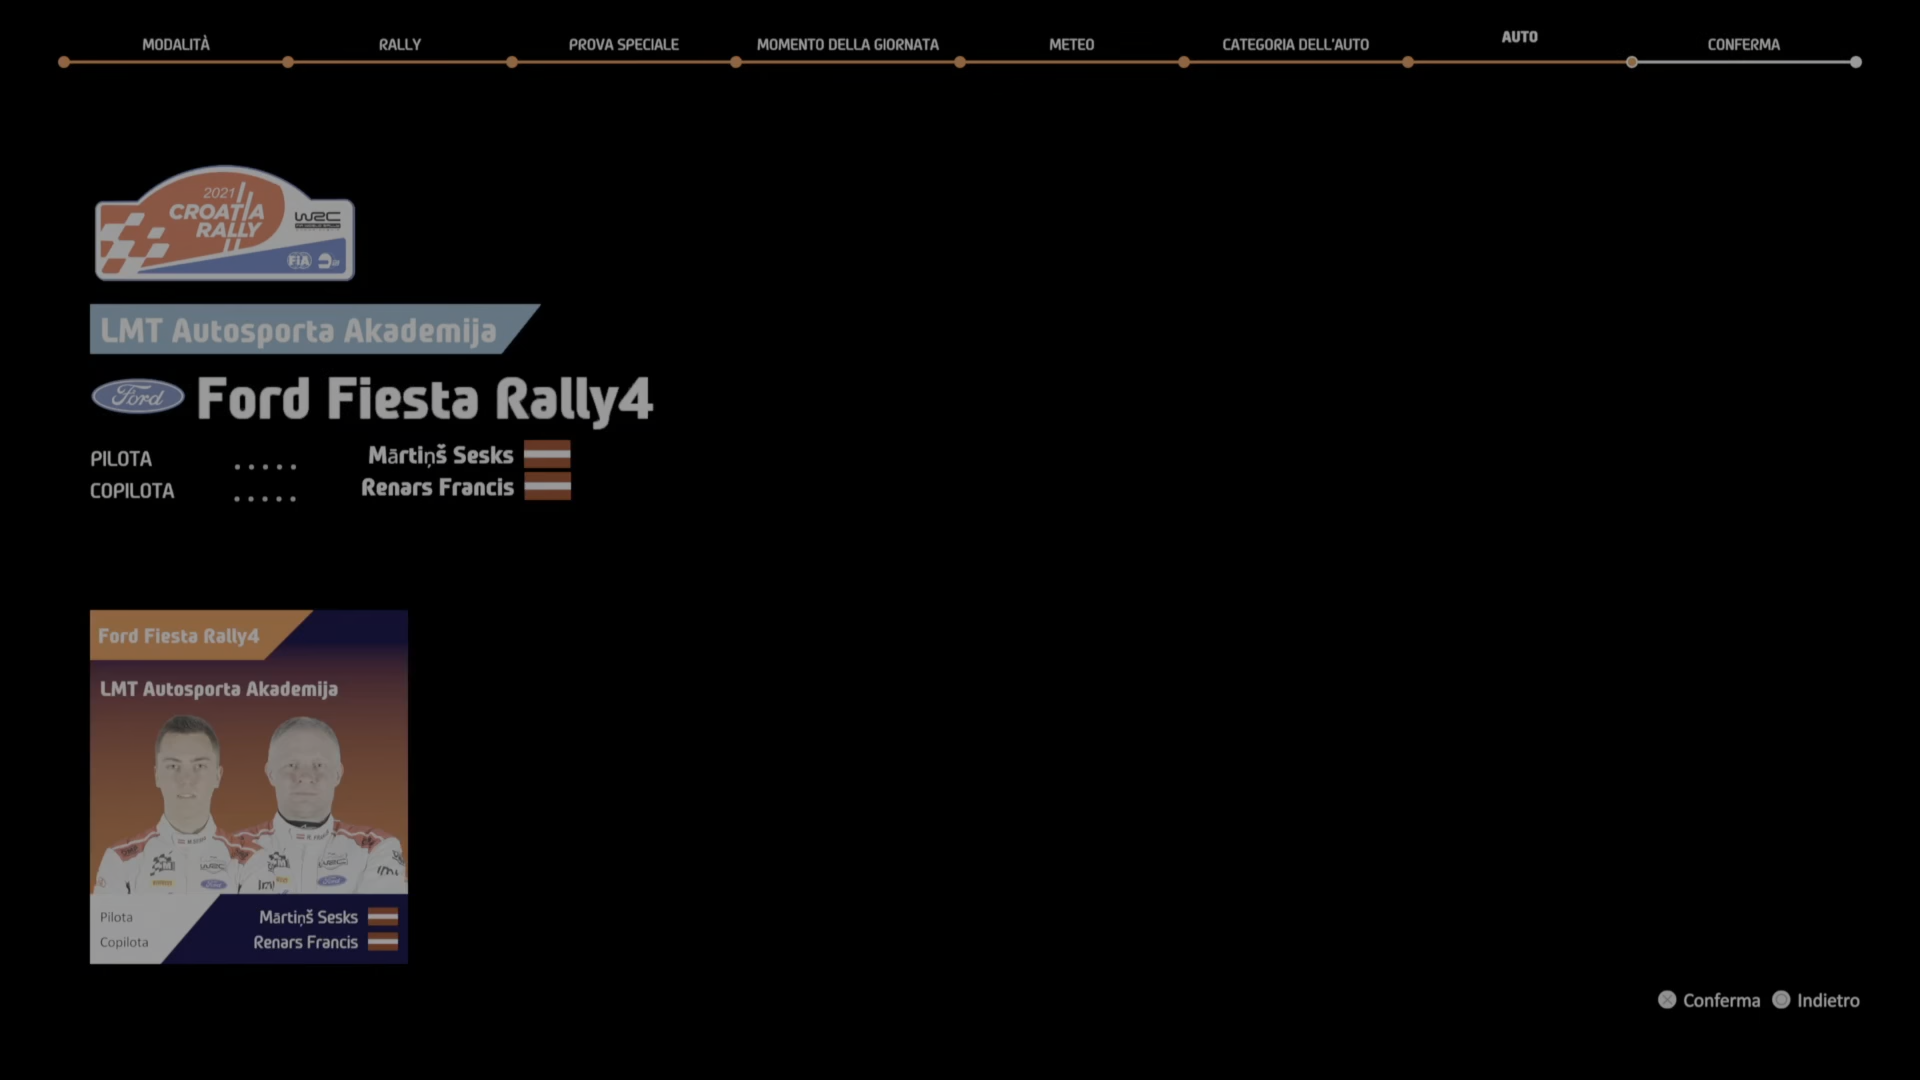 MODALITÀ
RALLY
PROVA SPECIALE
MOMENTO DELLA GIORNATA
METEO
CATEGORIA DELL'AUTO
AUTO
CONFERMA
2021
CROATIA
RALLY
WRC
FIA
LMT Autosporta Akademija
Ford Ford Fiesta Rally4
PILOTA ..... Mārtiņš Sesks
COPILOTA ..... Renars Francis
Ford Fiesta Rally4
LMT Autosporta Akademija
Pilota Mārtiņš Sesks
Copilota Renars Francis
Conferma Indietro